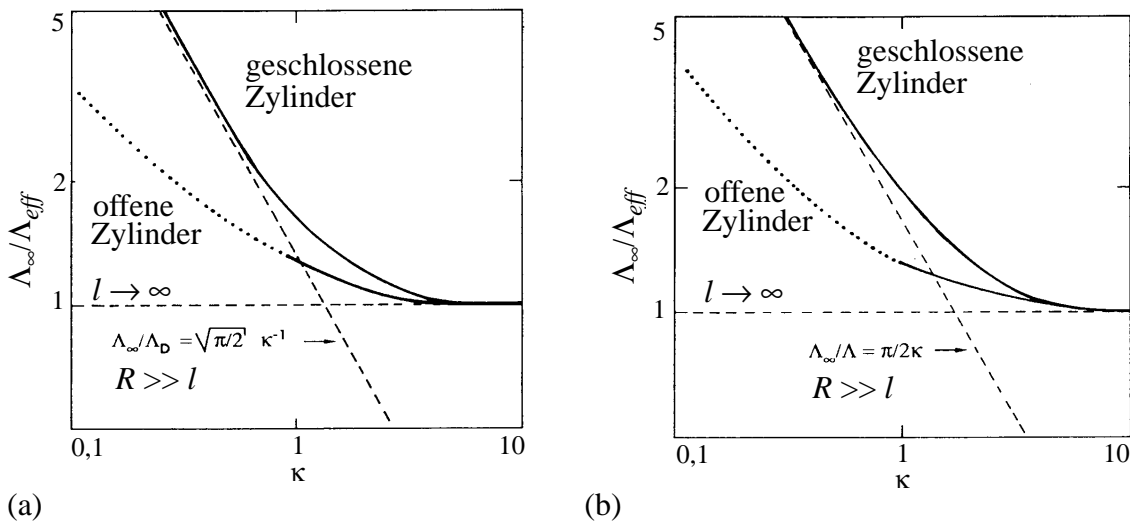 5
geschlossene
Zylinder
2
Λ∞/Λeff
offene
Zylinder
l → ∞
1
Λ∞/ΛD = √π/2 κ⁻¹
R >> l
0,1
1
10
κ
(a)
5
geschlossene
Zylinder
2
Λ∞/Λeff
offene
Zylinder
l → ∞
1
Λ∞/Λ = π/2κ
R >> l
0,1
1
10
κ
(b)